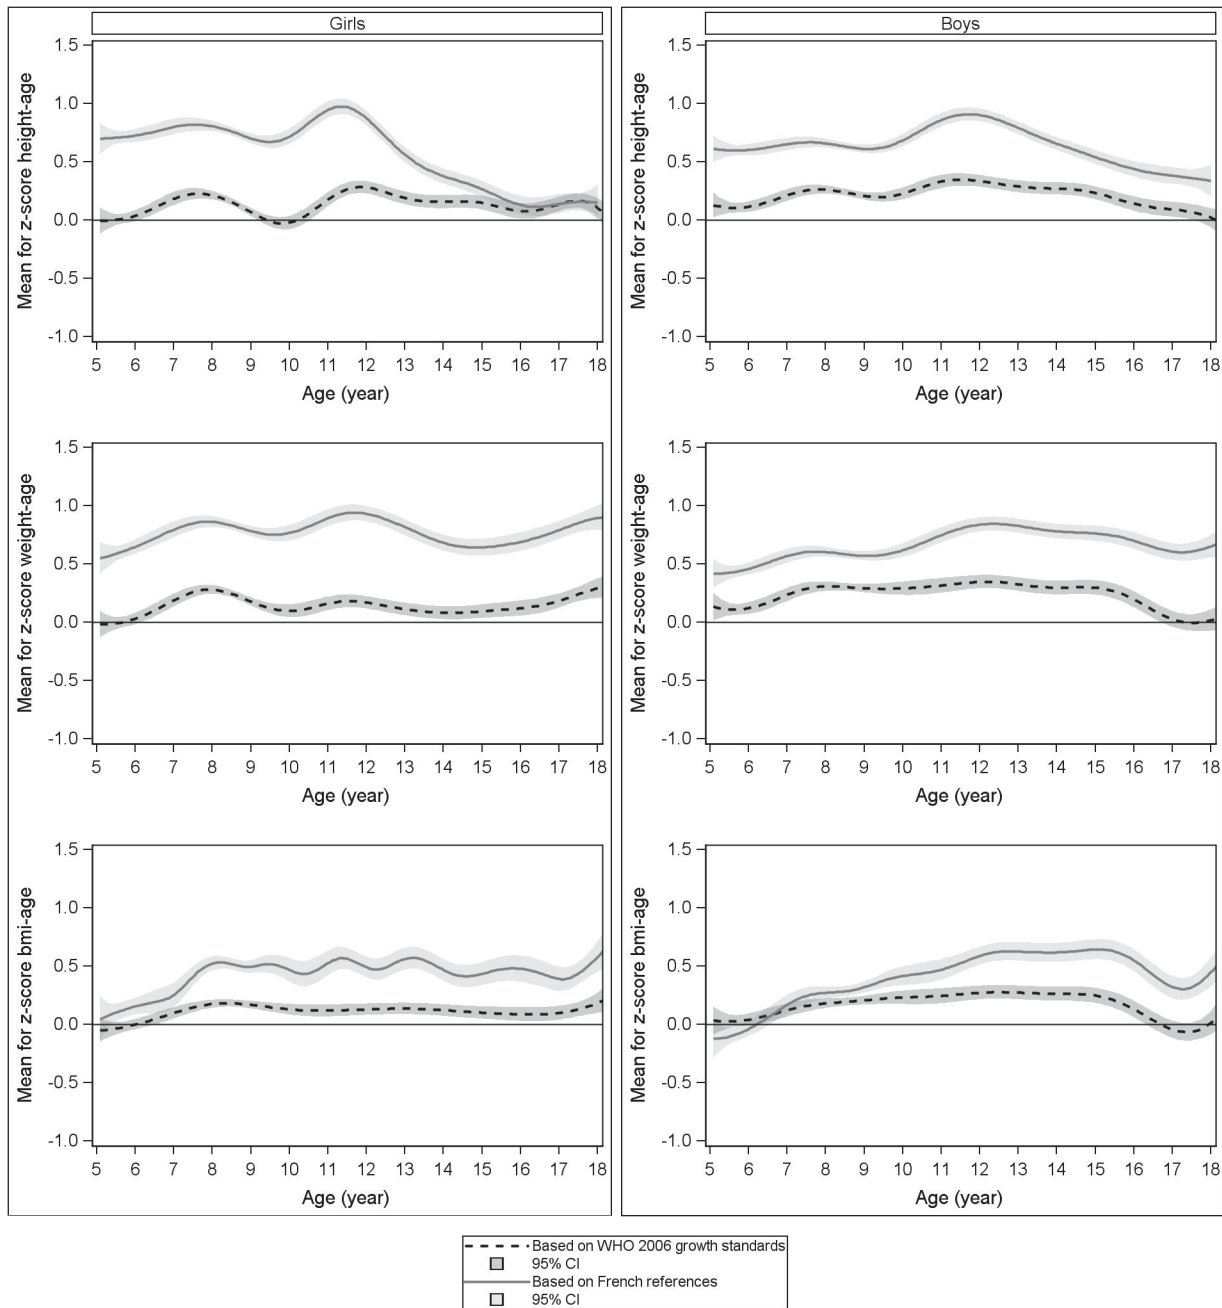 Girls
Boys
Mean for z-score height-age
1.5
1.0
0.5
0.0
-0.5
-1.0
5 6 7 8 9 10 11 12 13 14 15 16 17 18
Age (year)
Mean for z-score height-age
1.5
1.0
0.5
0.0
-0.5
-1.0
5 6 7 8 9 10 11 12 13 14 15 16 17 18
Age (year)
Mean for z-score weight-age
1.5
1.0
0.5
0.0
-0.5
-1.0
5 6 7 8 9 10 11 12 13 14 15 16 17 18
Age (year)
Mean for z-score weight-age
1.5
1.0
0.5
0.0
-0.5
-1.0
5 6 7 8 9 10 11 12 13 14 15 16 17 18
Age (year)
Mean for z-score bmi-age
1.5
1.0
0.5
0.0
-0.5
-1.0
5 6 7 8 9 10 11 12 13 14 15 16 17 18
Age (year)
Mean for z-score bmi-age
1.5
1.0
0.5
0.0
-0.5
-1.0
5 6 7 8 9 10 11 12 13 14 15 16 17 18
Age (year)
Based on WHO 2006 growth standards
95% CI
Based on French references
95% CI